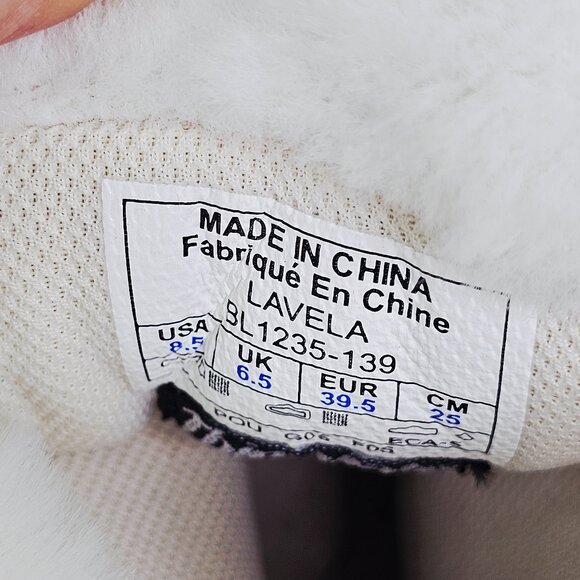 MADE IN CHINA
Fabriqué En Chine
LAVELA
BL1235-139
USA UK EUR CM
8.5 6.5 39.5 25